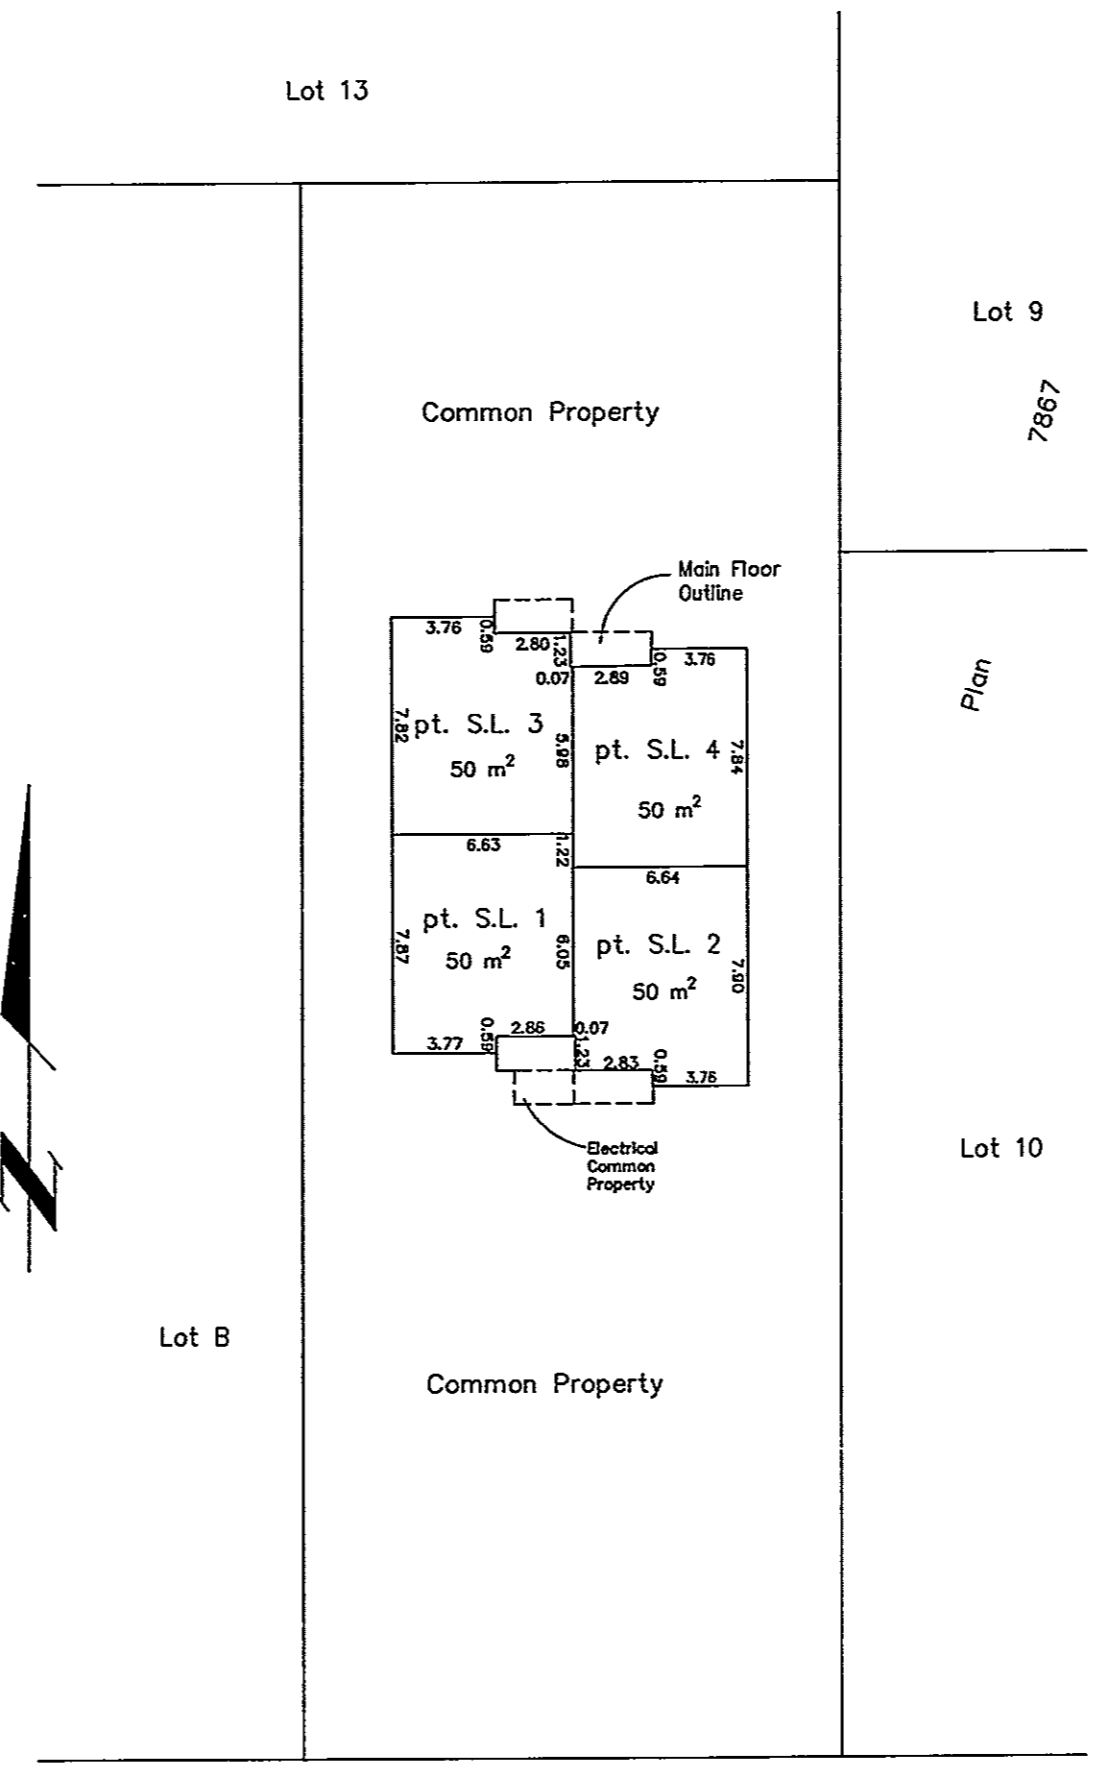 Lot 13
Lot 9
7867
Common Property
Main Floor
Outline
3.76
0.59
2.80
1.23
0.07
2.89
0.59
3.76
Plan
7.82
pt. S.L. 3
50 m²
5.98
pt. S.L. 4
50 m²
7.84
6.63
1.22
6.64
7.87
pt. S.L. 1
50 m²
6.05
pt. S.L. 2
50 m²
7.90
3.77
0.59
2.86
0.07
1.23
2.83
0.59
3.76
Electrical
Common
Property
Lot 10
N
Lot B
Common Property